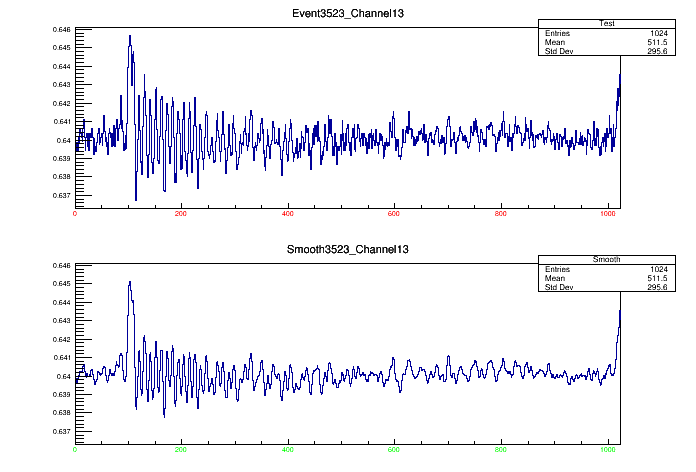 Event3523_Channel13
Test
Entries 1024
Mean 511.5
Std Dev 295.6
0.646
0.645
0.644
0.643
0.642
0.641
0.64
0.639
0.638
0.637
0 200 400 600 800 1000
Smooth3523_Channel13
Smooth
Entries 1024
Mean 511.5
Std Dev 295.6
0.646
0.645
0.644
0.643
0.642
0.641
0.64
0.639
0.638
0.637
0 200 400 600 800 1000